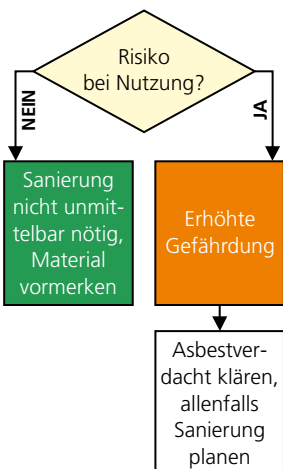 Risiko
bei Nutzung?
NEIN
JA
Sanierung
nicht unmit-
telbar nötig,
Material
vormerken
Erhöhte
Gefährdung
Asbestver-
dacht klären,
allenfalls
Sanierung
planen